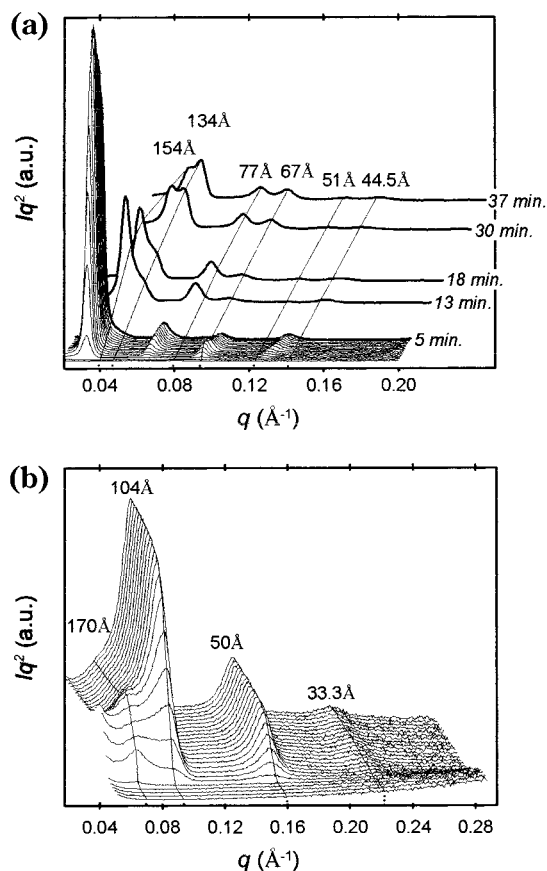 (a)
Iq² (a.u.)
134Å
154Å
77Å 67Å 51Å 44.5Å
37 min.
30 min.
18 min.
13 min.
5 min.
0.04 0.08 0.12 0.16 0.20
q (Å⁻¹)
(b)
Iq² (a.u.)
104Å
170Å
50Å
33.3Å
0.04 0.08 0.12 0.16 0.20 0.24 0.28
q (Å⁻¹)